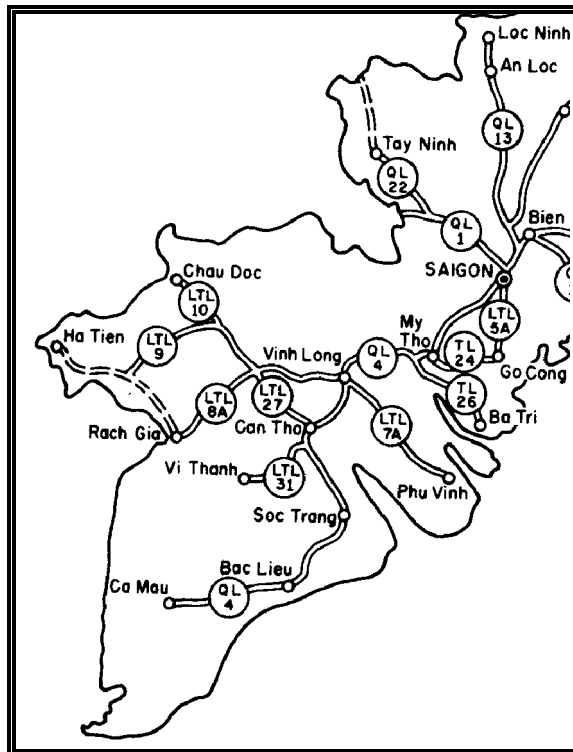 Loc Ninh
An Loc
QL
13
Tay Ninh
QL
22
QL
1
Bien
SAIGON
Chau Doc
LTL
10
LTL
5A
Ha Tien
LTL
9
My
Tho
Vinh Long
QL
4
TL
24
Go Cong
LTL
8A
LTL
27
TL
26
Ba Tri
Rach Gia
Can Tho
LTL
7A
Vi Thanh
LTL
31
Phu Vinh
Soc Trang
Bac Lieu
Ca Mau
QL
4